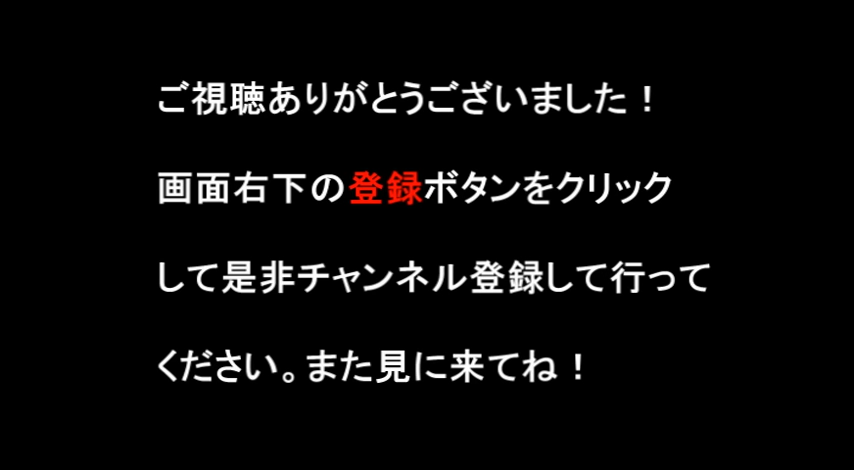 ご視聴ありがとうございました！
画面右下の登録ボタンをクリック
して是非チャンネル登録して行って
ください。また見に来てね！